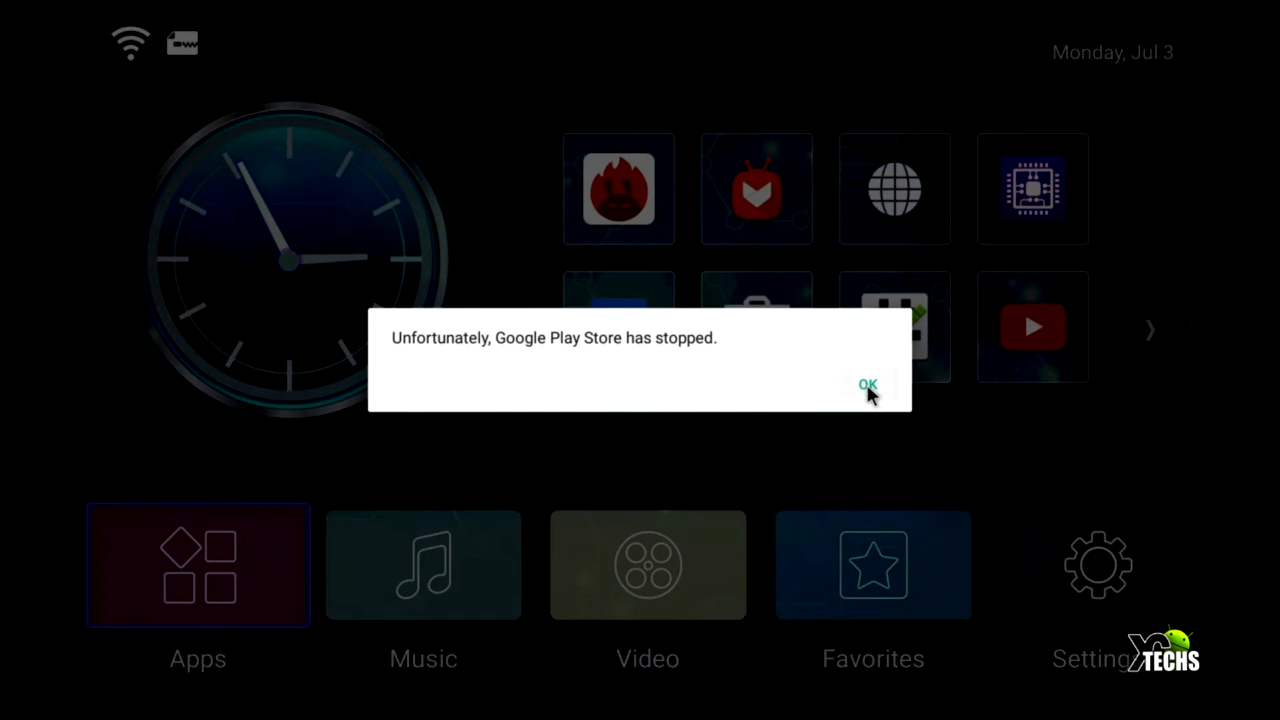 Monday, Jul 3
Unfortunately, Google Play Store has stopped.
OK
Apps
Music
Video
Favorites
Setting
TECHS